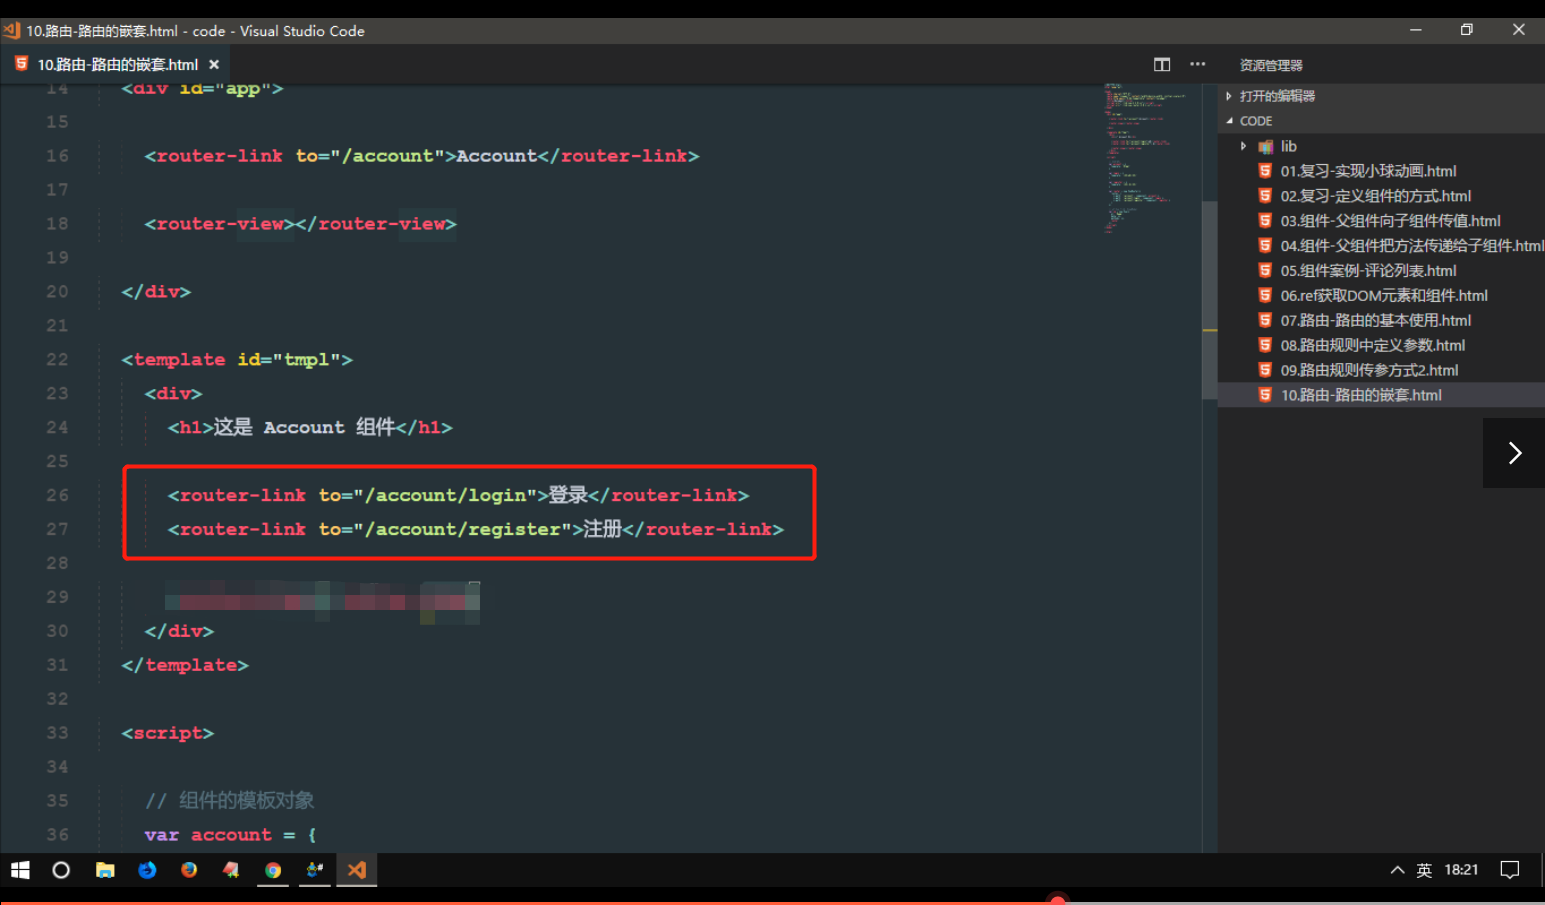 10.路由-路由的嵌套.html - code - Visual Studio Code
10.路由-路由的嵌套.html ×
资源管理器
打开的编辑器
CODE
lib
01.复习-实现小球动画.html
02.复习-定义组件的方式.html
03.组件-父组件向子组件传值.html
04.组件-父组件把方法传递给子组件.html
05.组件案例-评论列表.html
06.ref获取DOM元素和组件.html
07.路由-路由的基本使用.html
08.路由规则中定义参数.html
09.路由规则传参方式2.html
10.路由-路由的嵌套.html
14 <div id="app">
15
16 <router-link to="/account">Account</router-link>
17
18 <router-view></router-view>
19
20 </div>
21
22 <template id="tmpl">
23 <div>
24 <h1>这是 Account 组件</h1>
25
26 <router-link to="/account/login">登录</router-link>
27 <router-link to="/account/register">注册</router-link>
28
29
30 </div>
31 </template>
32
33 <script>
34
35 // 组件的模板对象
36 var account = {
英 18:21